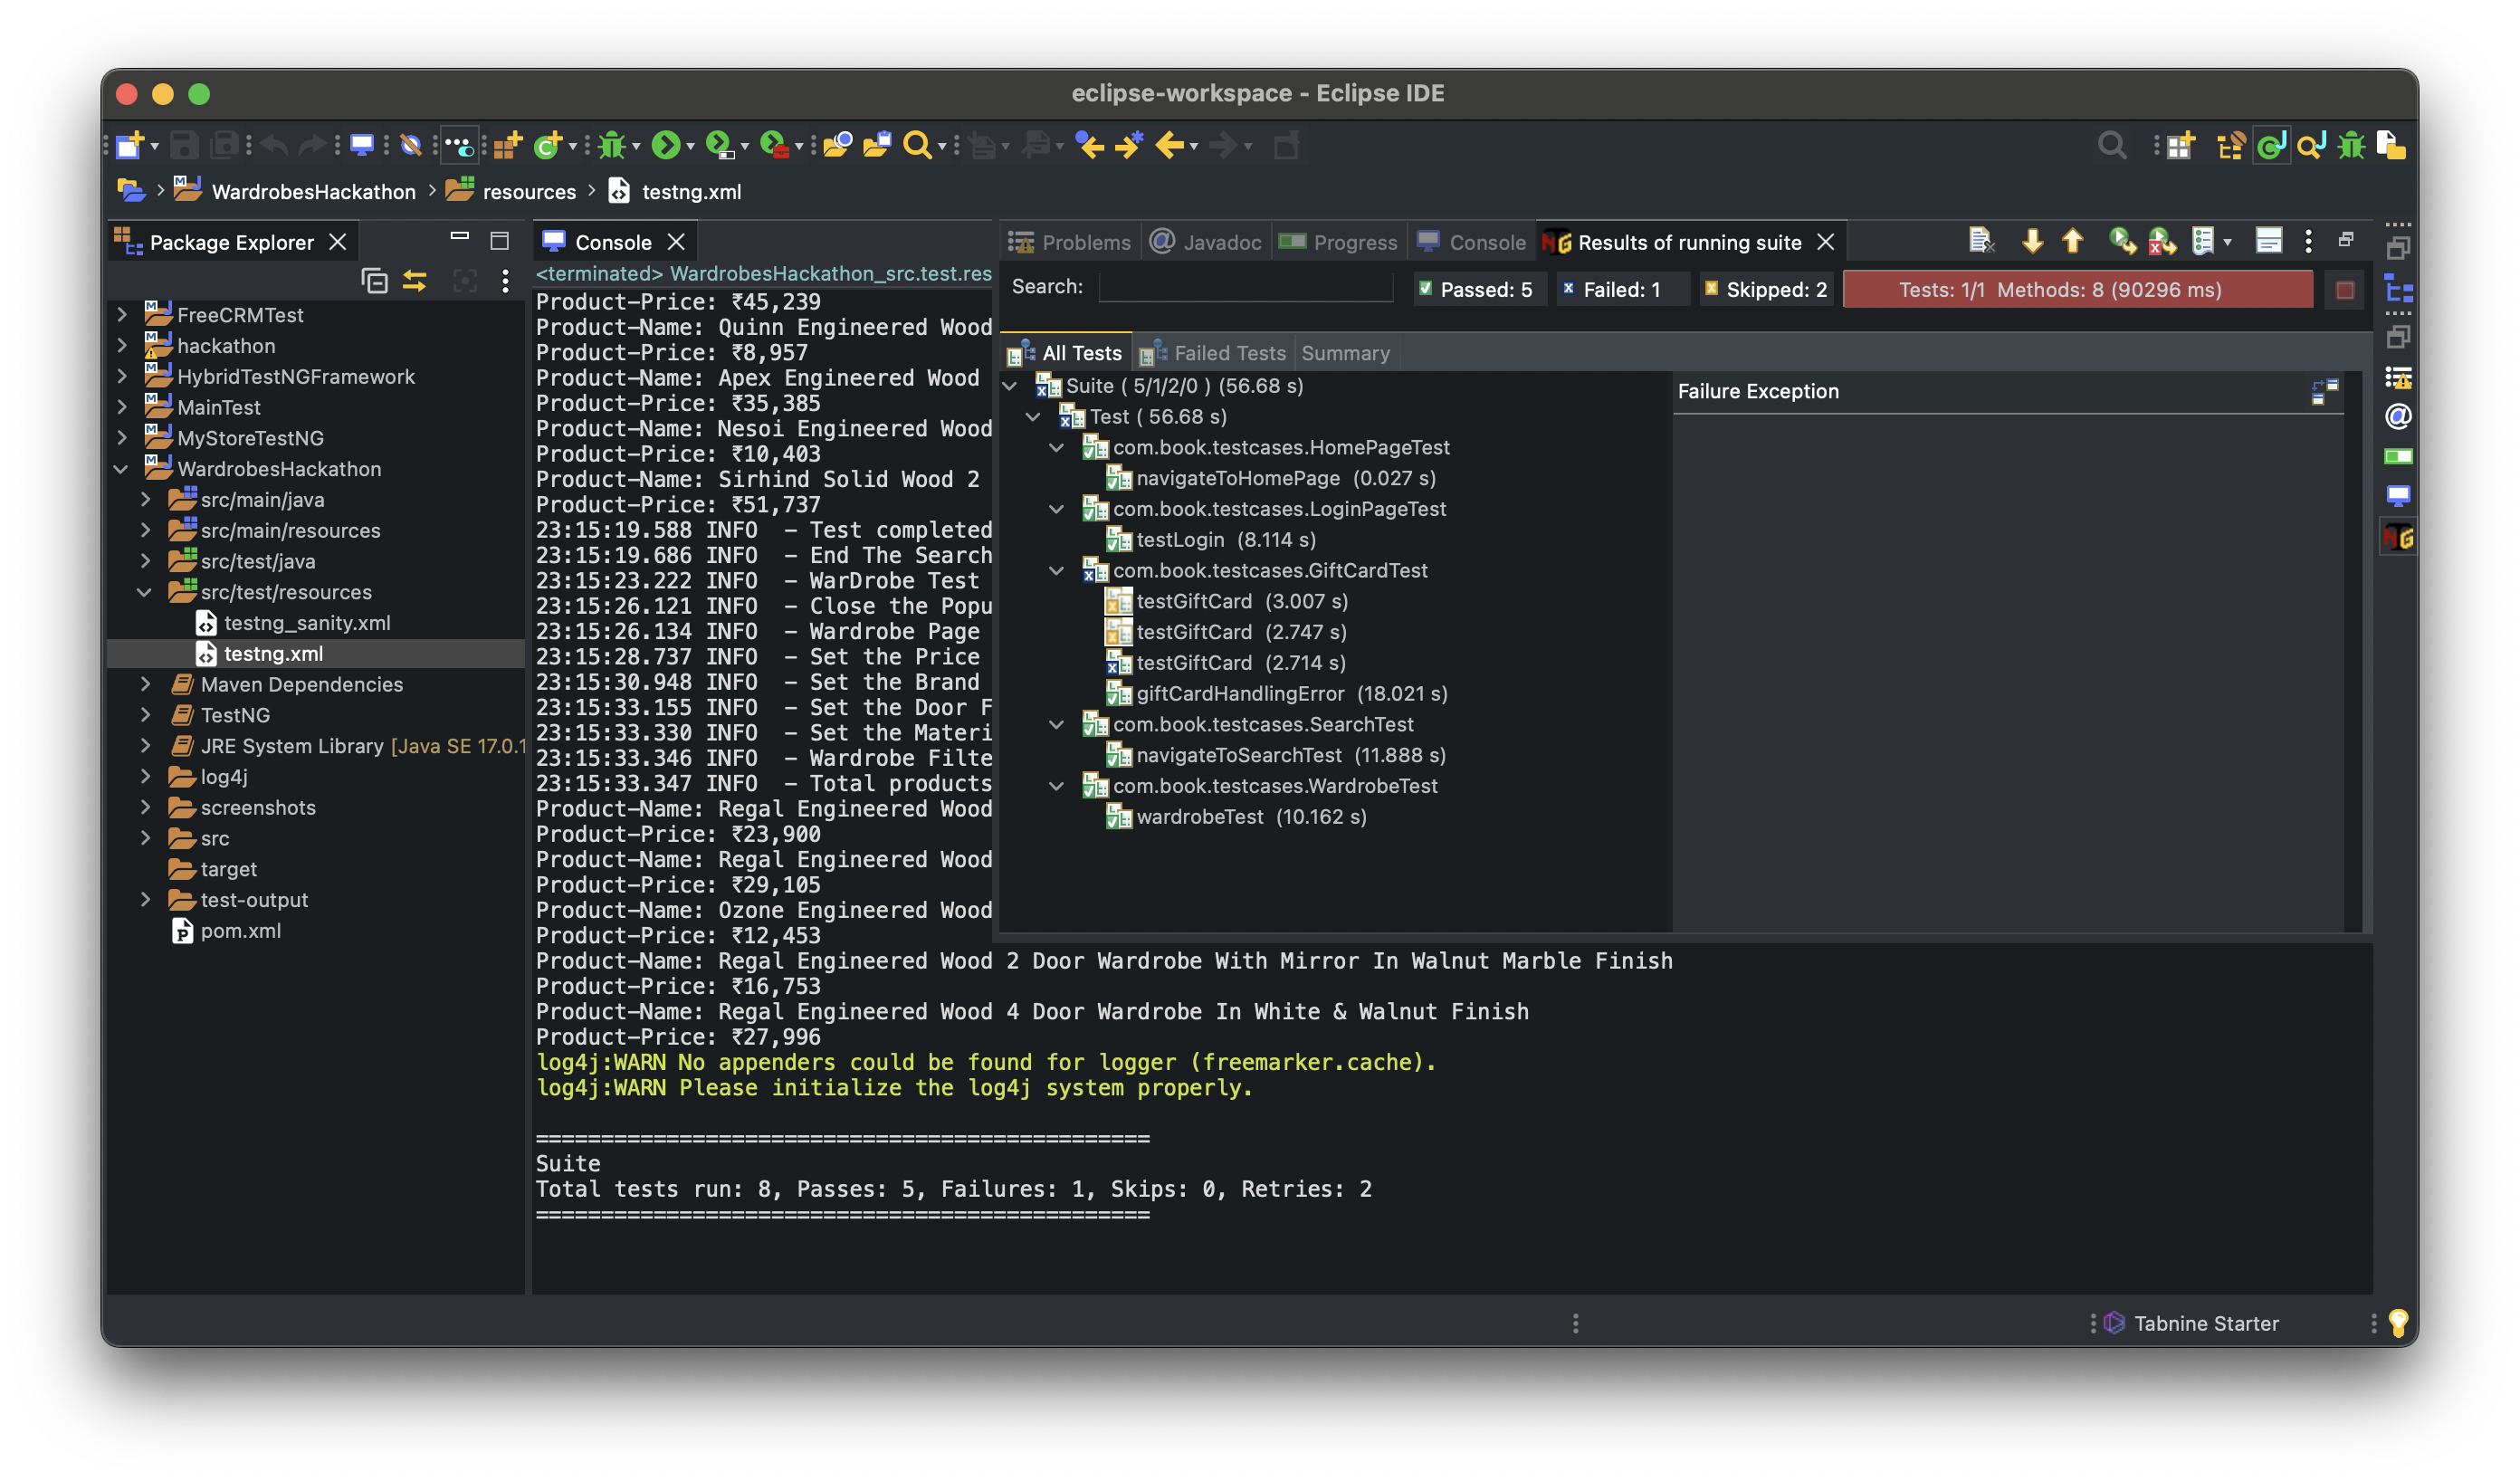 eclipse-workspace - Eclipse IDE
WardrobesHackathon
resources
testng.xml
Package Explorer
FreeCRMTest
hackathon
HybridTestNGFramework
MainTest
MyStoreTestNG
WardrobesHackathon
src/main/java
src/main/resources
src/test/java
src/test/resources
testng_sanity.xml
testng.xml
Maven Dependencies
TestNG
JRE System Library [Java SE 17.0.1
log4j
screenshots
src
target
test-output
pom.xml
Console
<terminated> WardrobesHackathon_src.test.res
Product-Price: ₹45,239
Product-Name: Quinn Engineered Wood
Product-Price: ₹8,957
Product-Name: Apex Engineered Wood
Product-Price: ₹35,385
Product-Name: Nesoi Engineered Wood
Product-Price: ₹10,403
Product-Name: Sirhind Solid Wood 2
Product-Price: ₹51,737
23:15:19.588 INFO  - Test completed
23:15:19.686 INFO  - End The Search
23:15:23.222 INFO  - WarDrobe Test
23:15:26.121 INFO  - Close the Popu
23:15:26.134 INFO  - Wardrobe Page
23:15:28.737 INFO  - Set the Price
23:15:30.948 INFO  - Set the Brand
23:15:33.155 INFO  - Set the Door F
23:15:33.330 INFO  - Set the Materi
23:15:33.346 INFO  - Wardrobe Filte
23:15:33.347 INFO  - Total products
Product-Name: Regal Engineered Wood
Product-Price: ₹23,900
Product-Name: Regal Engineered Wood
Product-Price: ₹29,105
Product-Name: Ozone Engineered Wood
Product-Price: ₹12,453
Product-Name: Regal Engineered Wood 2 Door Wardrobe With Mirror In Walnut Marble Finish
Product-Price: ₹16,753
Product-Name: Regal Engineered Wood 4 Door Wardrobe In White & Walnut Finish
Product-Price: ₹27,996
log4j:WARN No appenders could be found for logger (freemarker.cache).
log4j:WARN Please initialize the log4j system properly.
===============================================
Suite
Total tests run: 8, Passes: 5, Failures: 1, Skips: 0, Retries: 2
===============================================
Problems
Javadoc
Progress
Console
Results of running suite
Search:
Passed: 5
Failed: 1
Skipped: 2
Tests: 1/1 Methods: 8 (90296 ms)
All Tests
Failed Tests
Summary
Suite ( 5/1/2/0 ) (56.68 s)
Test ( 56.68 s)
com.book.testcases.HomePageTest
navigateToHomePage (0.027 s)
com.book.testcases.LoginPageTest
testLogin (8.114 s)
com.book.testcases.GiftCardTest
testGiftCard (3.007 s)
testGiftCard (2.747 s)
testGiftCard (2.714 s)
giftCardHandlingError (18.021 s)
com.book.testcases.SearchTest
navigateToSearchTest (11.888 s)
com.book.testcases.WardrobeTest
wardrobeTest (10.162 s)
Failure Exception
Tabnine Starter